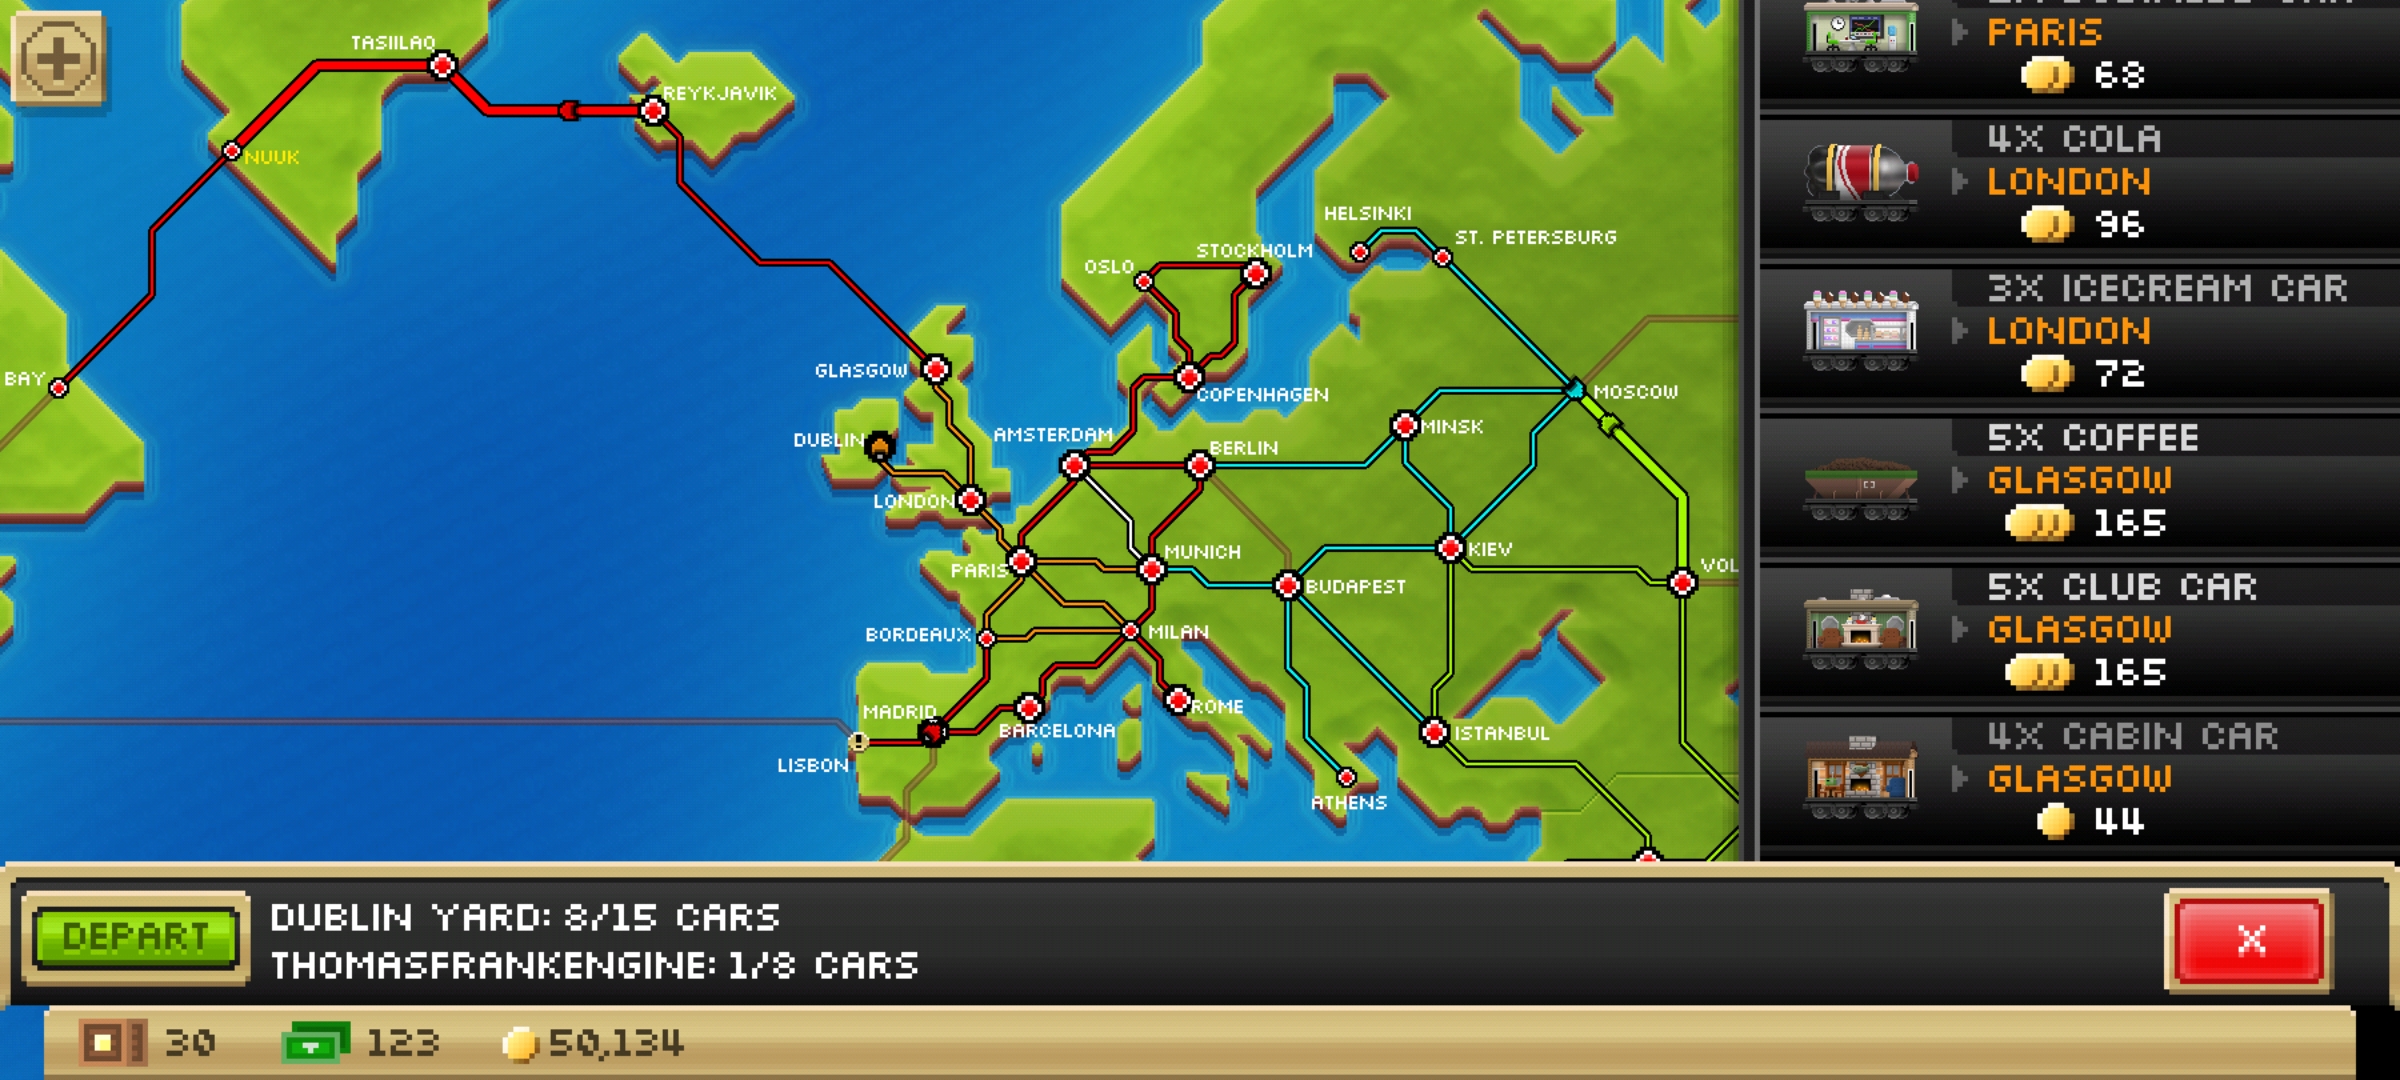 TASIILAQ
REYKJAVIK
NUUK
BAY
GLASGOW
DUBLIN
LONDON
OSLO
STOCKHOLM
HELSINKI
ST. PETERSBURG
COPENHAGEN
AMSTERDAM
BERLIN
MINSK
MOSCOW
PARIS
MUNICH
BUDAPEST
KIEV
VOL
BORDEAUX
MILAN
MADRID
BARCELONA
ROME
ISTANBUL
LISBON
ATHENS
PARIS
68
4X COLA
LONDON
96
3X ICECREAM CAR
LONDON
72
5X COFFEE
GLASGOW
165
5X CLUB CAR
GLASGOW
165
4X CABIN CAR
GLASGOW
44
DEPART
DUBLIN YARD: 8/15 CARS
THOMASFRANKENGINE: 1/8 CARS
X
30
123
50,134